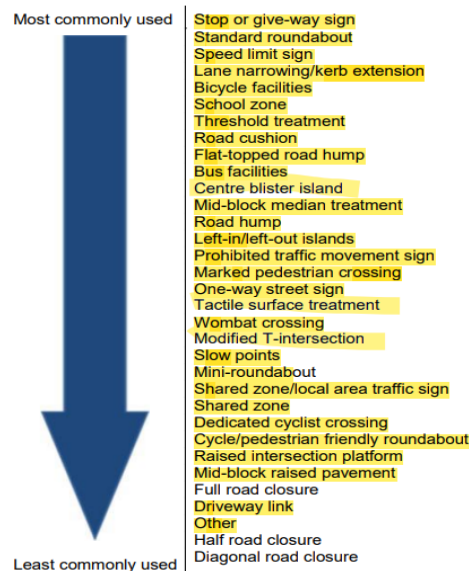 Most commonly used
Stop or give-way sign
Standard roundabout
Speed limit sign
Lane narrowing/kerb extension
Bicycle facilities
School zone
Threshold treatment
Road cushion
Flat-topped road hump
Bus facilities
Centre blister island
Mid-block median treatment
Road hump
Left-in/left-out islands
Prohibited traffic movement sign
Marked pedestrian crossing
One-way street sign
Tactile surface treatment
Wombat crossing
Modified T-intersection
Slow points
Mini-roundabout
Shared zone/local area traffic sign
Shared zone
Dedicated cyclist crossing
Cycle/pedestrian friendly roundabout
Raised intersection platform
Mid-block raised pavement
Full road closure
Driveway link
Other
Half road closure
Diagonal road closure
Least commonly used